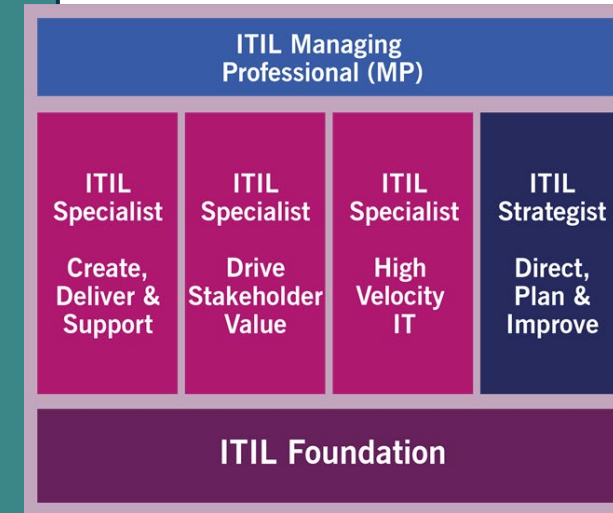 ITIL Managing
Professional (MP)
ITIL
Specialist
Create,
Deliver &
Support
ITIL
Specialist
Drive
Stakeholder
Value
ITIL
Specialist
High
Velocity
IT
ITIL
Strategist
Direct,
Plan &
Improve
ITIL Foundation